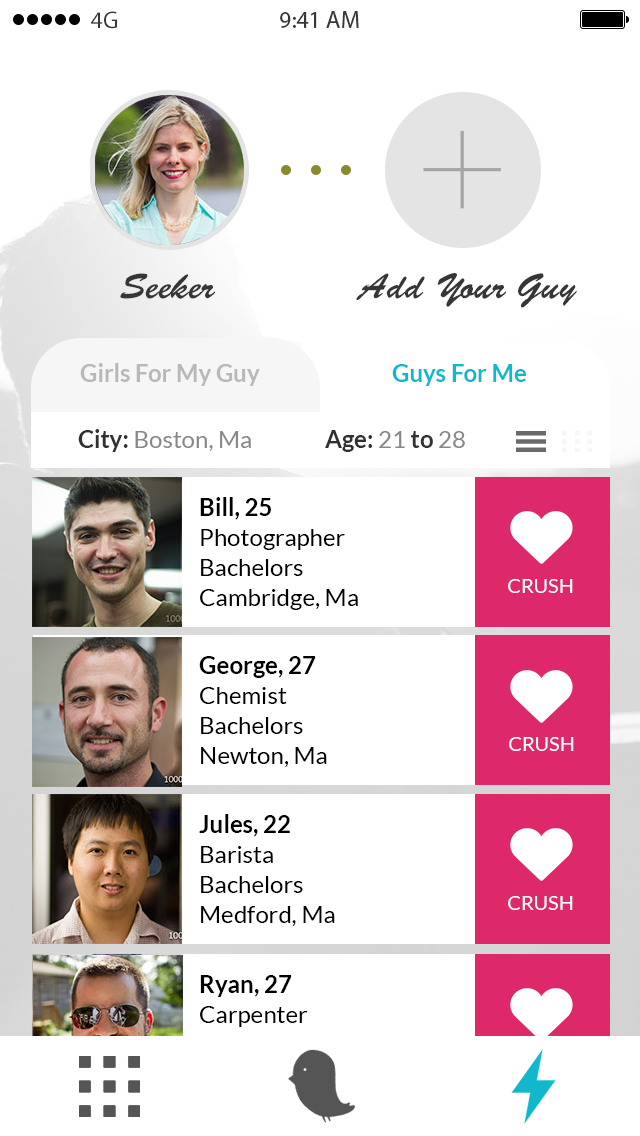 4G 9:41 AM
Seeker Add Your Guy
Girls For My Guy Guys For Me
City: Boston, Ma Age: 21 to 28
Bill, 25
Photographer
Bachelors
Cambridge, Ma
CRUSH
George, 27
Chemist
Bachelors
Newton, Ma
CRUSH
1000
Jules, 22
Barista
Bachelors
Medford, Ma
CRUSH
Ryan, 27
Carpenter